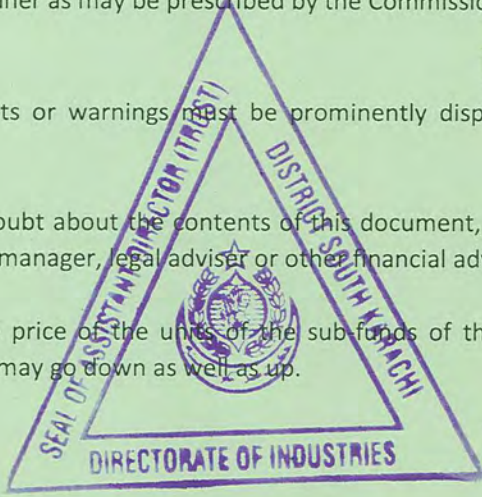 ner as may be prescribed by the Commissio
ts or warnings must be prominently disp
oubt about the contents of this document,
manager, legal adviser or other financial ad
price of the units of the sub-funds of th
may go down as well as up.
SEAL OF ASSISTANT DIRECTOR (TRUST)
DISTRICT SOUTH KARACHI
DIRECTORATE OF INDUSTRIES